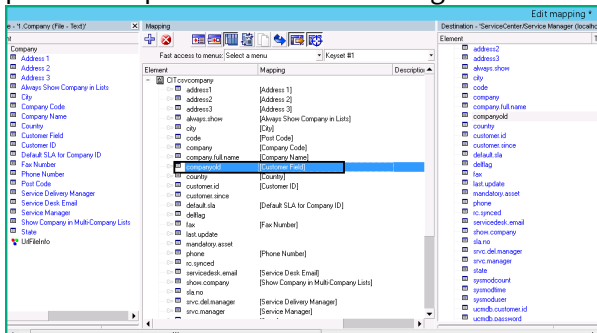 Edit mapping *
e - '1.Company (File - Text)'
Mapping
Destination - 'ServiceCenter/Service Manager (localho
Fast access to menus:
Select a menu
Keyset #1
Element
Mapping
Description
Element
Company
Address 1
Address 2
Address 3
Always Show Company in Lists
City
Company Code
Company Name
Country
Customer Field
Customer ID
Default SLA for Company ID
Fax Number
Phone Number
Post Code
Service Delivery Manager
Service Desk Email
Service Manager
Show Company in Multi-Company Lists
State
UrlFileInfo
CITcsvcompany
address1 [Address 1]
address2 [Address 2]
address3 [Address 3]
always.show [Always Show Company in Lists]
city [City]
code [Post Code]
company [Company Code]
company.full.name [Company Name]
companyold [Customer Field]
country [Country]
customer.id [Customer ID]
customer.since
default.sla [Default SLA for Company ID]
delflag
fax [Fax Number]
last.update
mandatory.asset
phone [Phone Number]
rc.synced
servicedesk.email [Service Desk Email]
show.company [Show Company in Multi-Company Lists]
sla.no
srvc.del.manager [Service Delivery Manager]
srvc.manager [Service Manager]
address2
address3
always.show
city
code
company
company.full.name
companyold
country
customer.id
customer.since
default.sla
delflag
fax
last.update
mandatory.asset
phone
rc.synced
servicedesk.email
show.company
sla.no
srvc.del.manager
srvc.manager
state
sysmodcount
sysmodtime
sysmoduser
ucmdb.customer.id
ucmdb.password